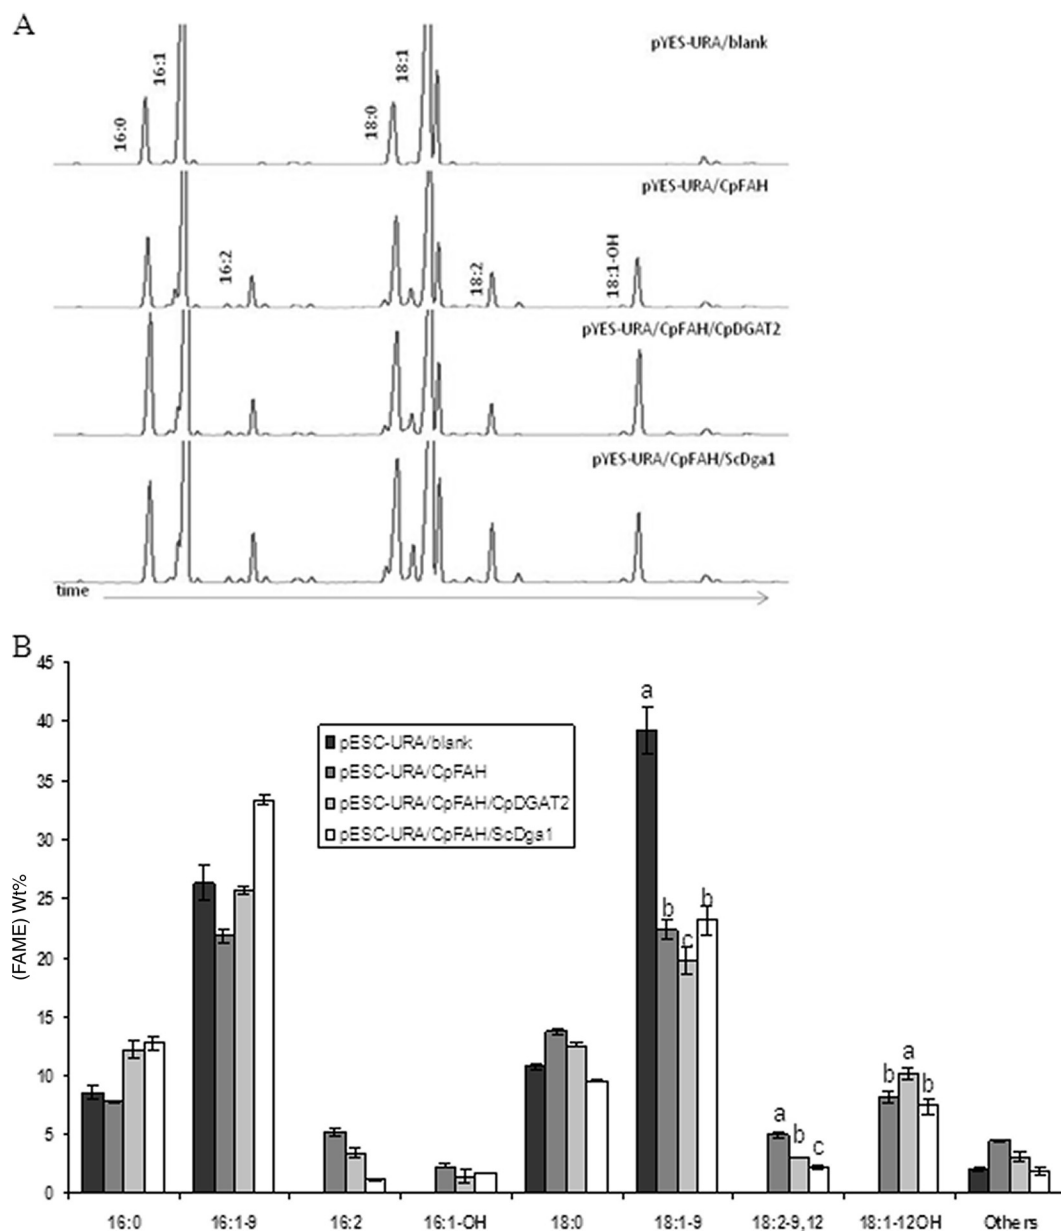 A
pYES-URA/blank
16:0
16:1
18:0
18:1
pYES-URA/CpFAH
16:2
18:2
18:1-OH
pYES-URA/CpFAH/CpDGAT2
pYES-URA/CpFAH/ScDga1
time
B
45
40
35
30
25
20
15
10
5
0
(FAME) Wt%
pESC-URA/blank
pESC-URA/CpFAH
pESC-URA/CpFAH/CpDGAT2
pESC-URA/CpFAH/ScDga1
a
b
c
b
a
b
c
b
a
b
16:0
16:1-9
16:2
16:1-OH
18:0
18:1-9
18:2-9,12
18:1-12OH
Others